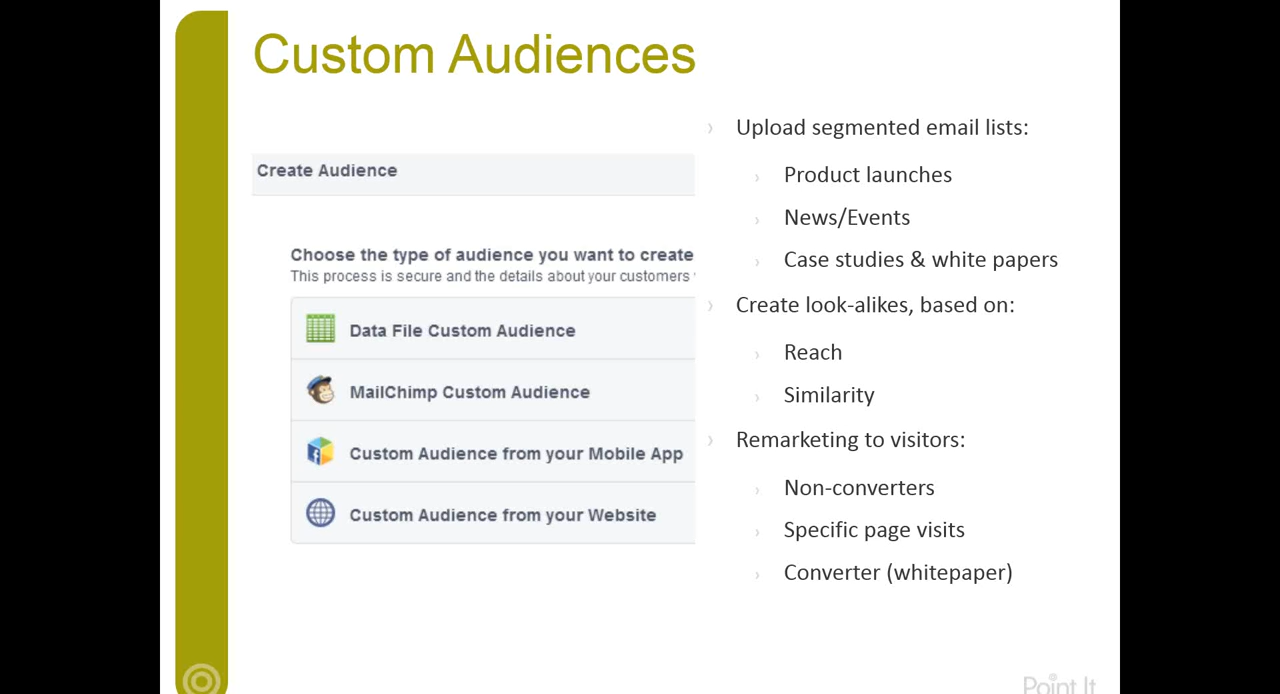 Custom Audiences
Create Audience
Choose the type of audience you want to create
This process is secure and the details about your customers
Data File Custom Audience
MailChimp Custom Audience
Custom Audience from your Mobile App
Custom Audience from your Website
Upload segmented email lists:
Product launches
News/Events
Case studies & white papers
Create look-alikes, based on:
Reach
Similarity
Remarketing to visitors:
Non-converters
Specific page visits
Converter (whitepaper)
Point It